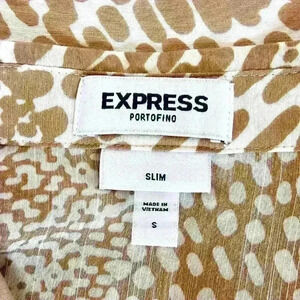 EXPRESS
PORTOFINO
SLIM
MADE IN
VIETNAM
S